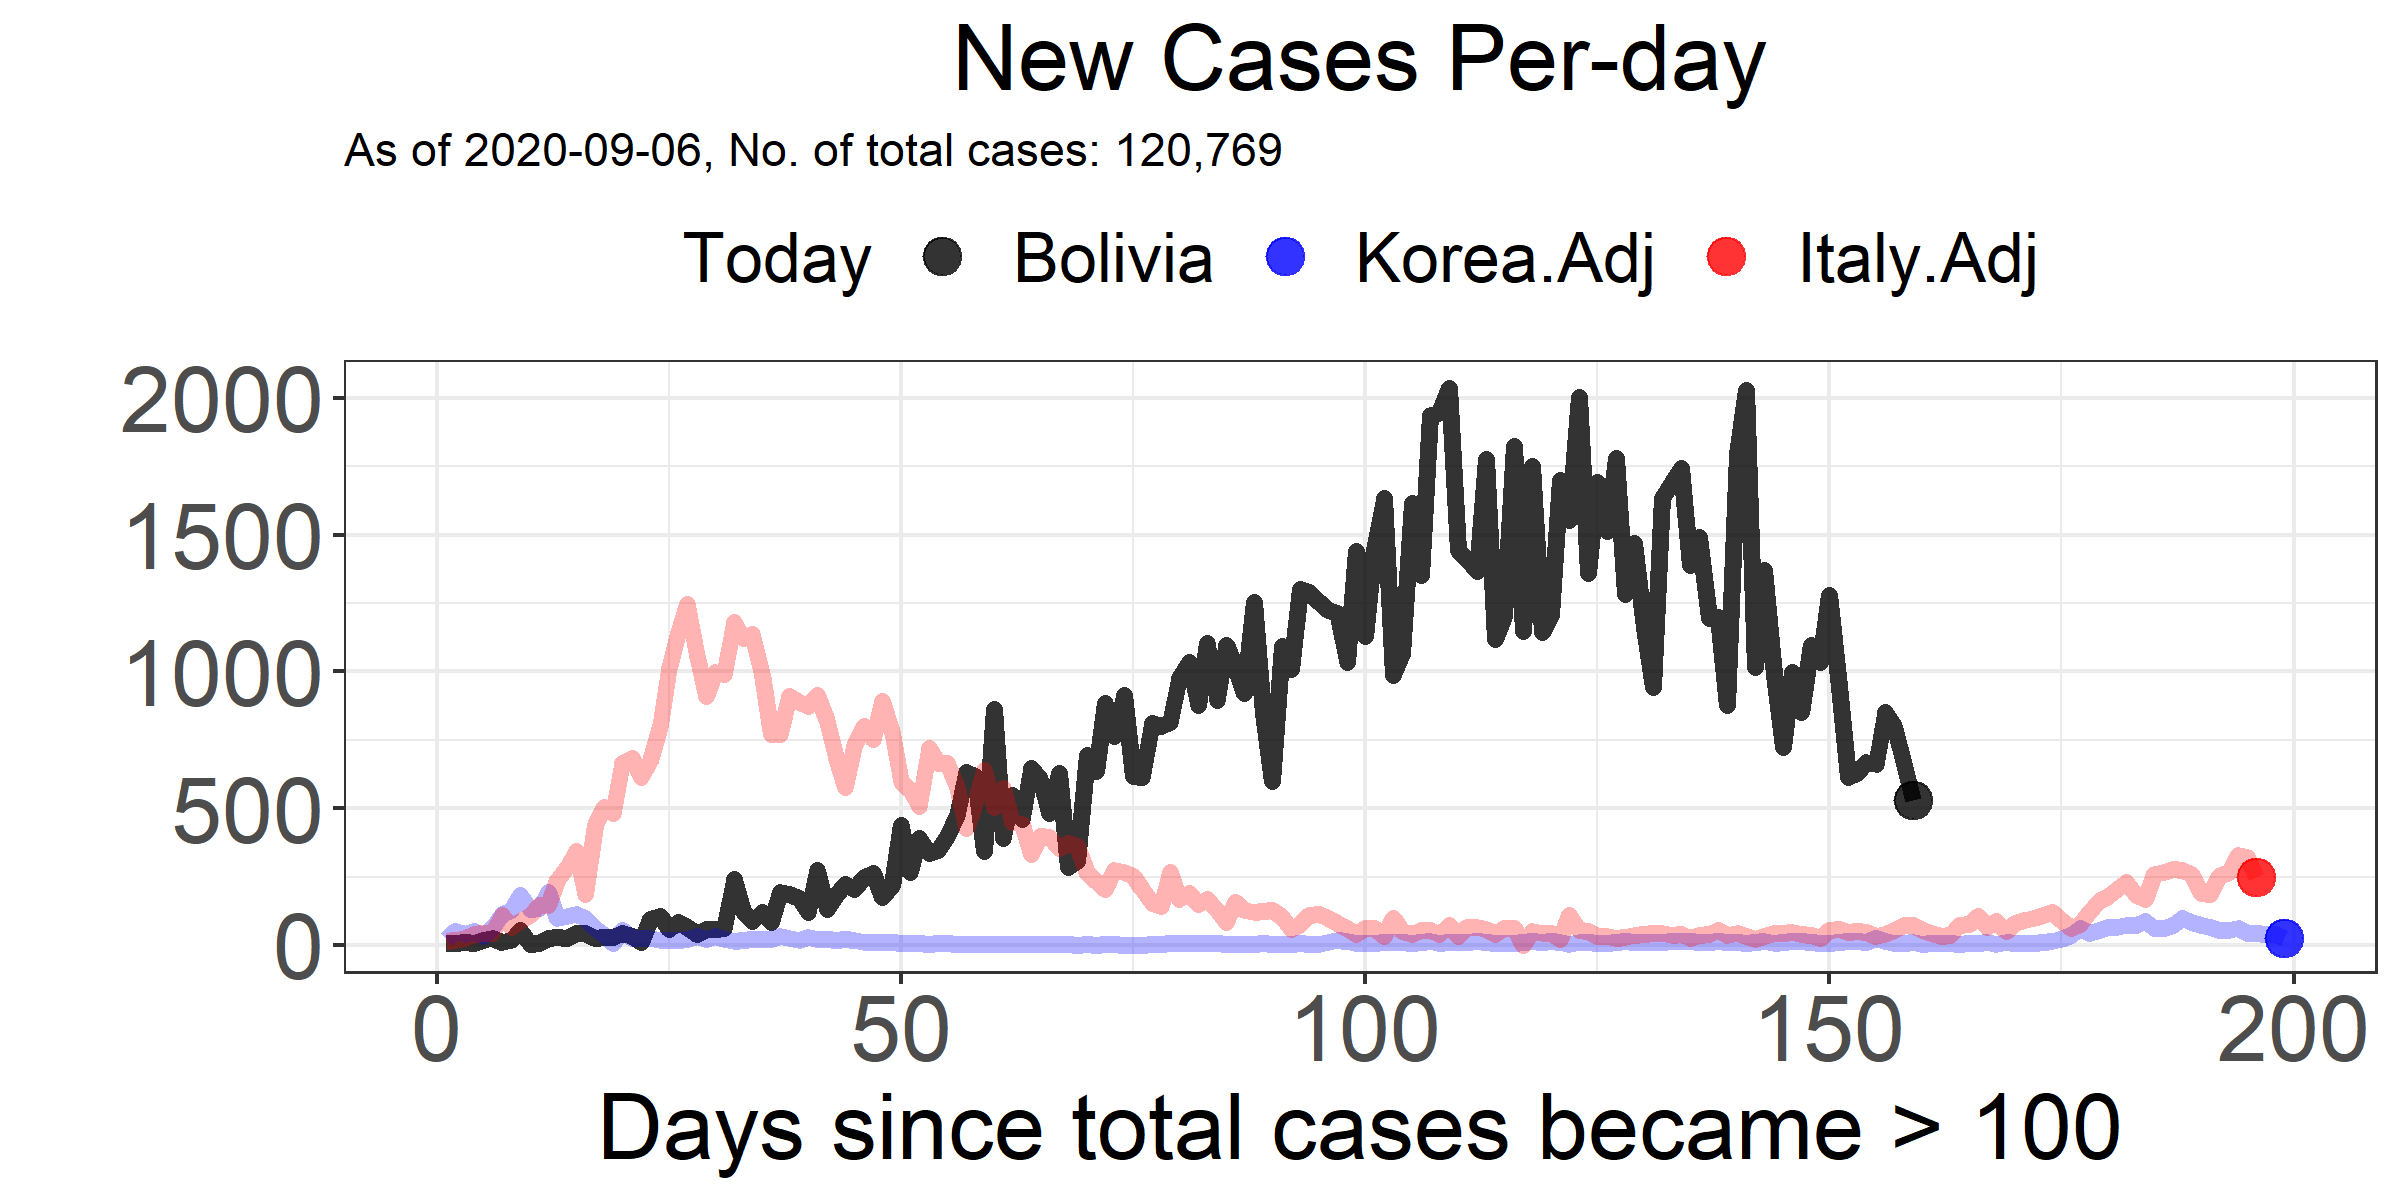 New Cases Per-day
As of 2020-09-06, No. of total cases: 120,769
Today Bolivia Korea.Adj Italy.Adj
2000
1500
1000
500
0
0 50 100 150 200
Days since total cases became > 100